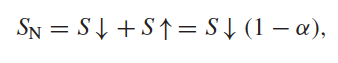 S_N = S↓ + S↑ = S↓ (1 − α),